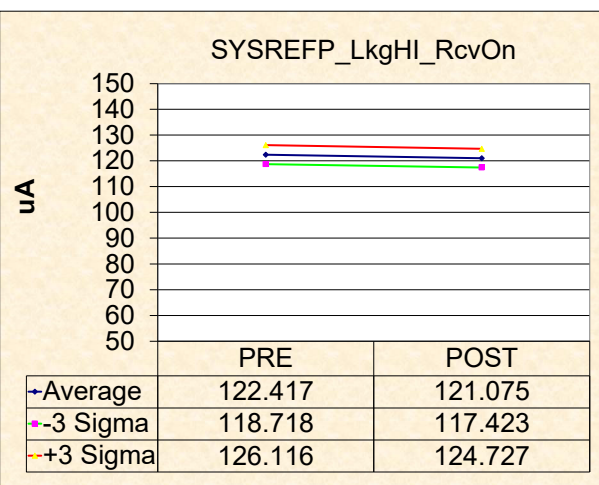 SYSREFP_LkgHI_RcvOn
150
140
130
120
110
100
90
80
70
60
50
uA
PRE POST
Average 122.417 121.075
-3 Sigma 118.718 117.423
+3 Sigma 126.116 124.727